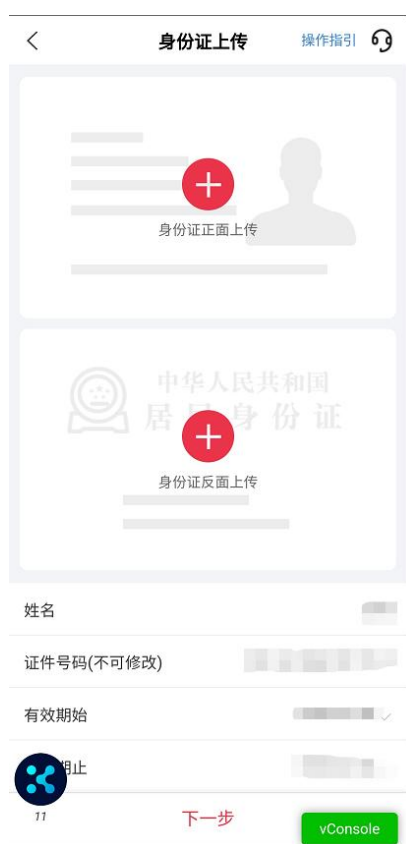 身份证上传
操作指引
身份证正面上传
中华人民共和国
居民身份证
身份证反面上传
姓名
证件号码(不可修改)
有效期始
期止
11
下一步
vConsole